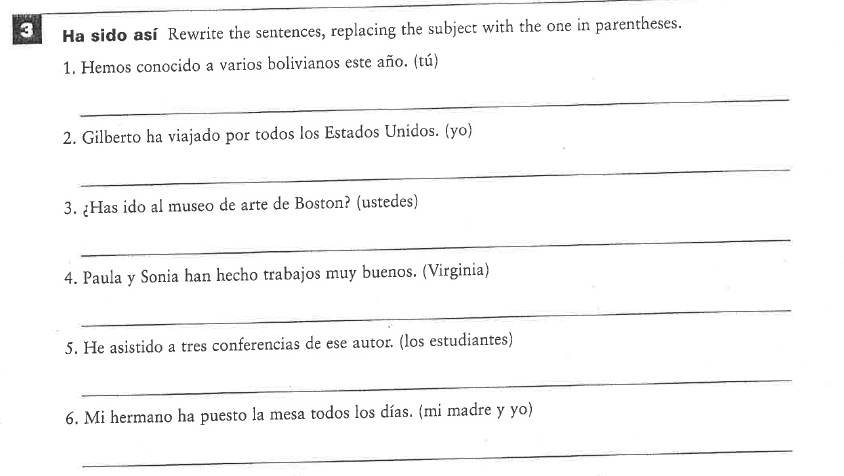 3 Ha sido así Rewrite the sentences, replacing the subject with the one in parentheses.
1. Hemos conocido a varios bolivianos este año. (tú)
2. Gilberto ha viajado por todos los Estados Unidos. (yo)
3. ¿Has ido al museo de arte de Boston? (ustedes)
4. Paula y Sonia han hecho trabajos muy buenos. (Virginia)
5. He asistido a tres conferencias de ese autor. (los estudiantes)
6. Mi hermano ha puesto la mesa todos los días. (mi madre y yo)